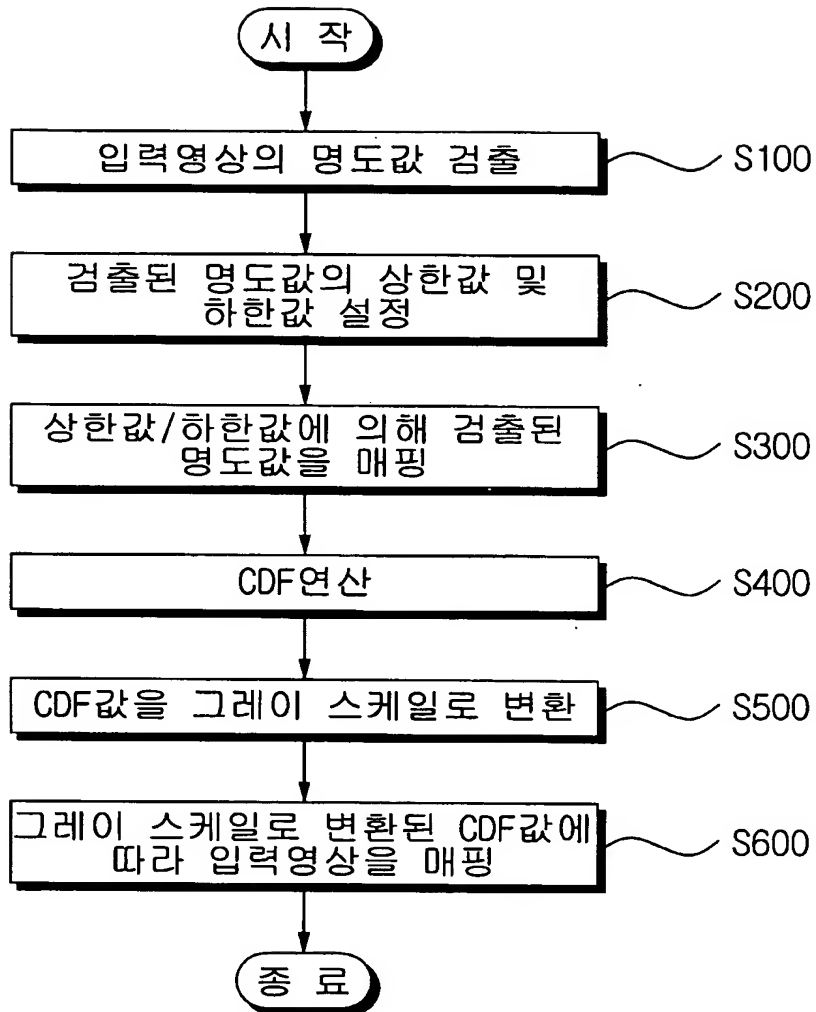 시 작
입력영상의 명도값 검출
S100
검출된 명도값의 상한값 및
하한값 설정
S200
상한값/하한값에 의해 검출된
명도값을 매핑
S300
CDF연산
S400
CDF값을 그레이 스케일로 변환
S500
그레이 스케일로 변환된 CDF값에
따라 입력영상을 매핑
S600
종 료